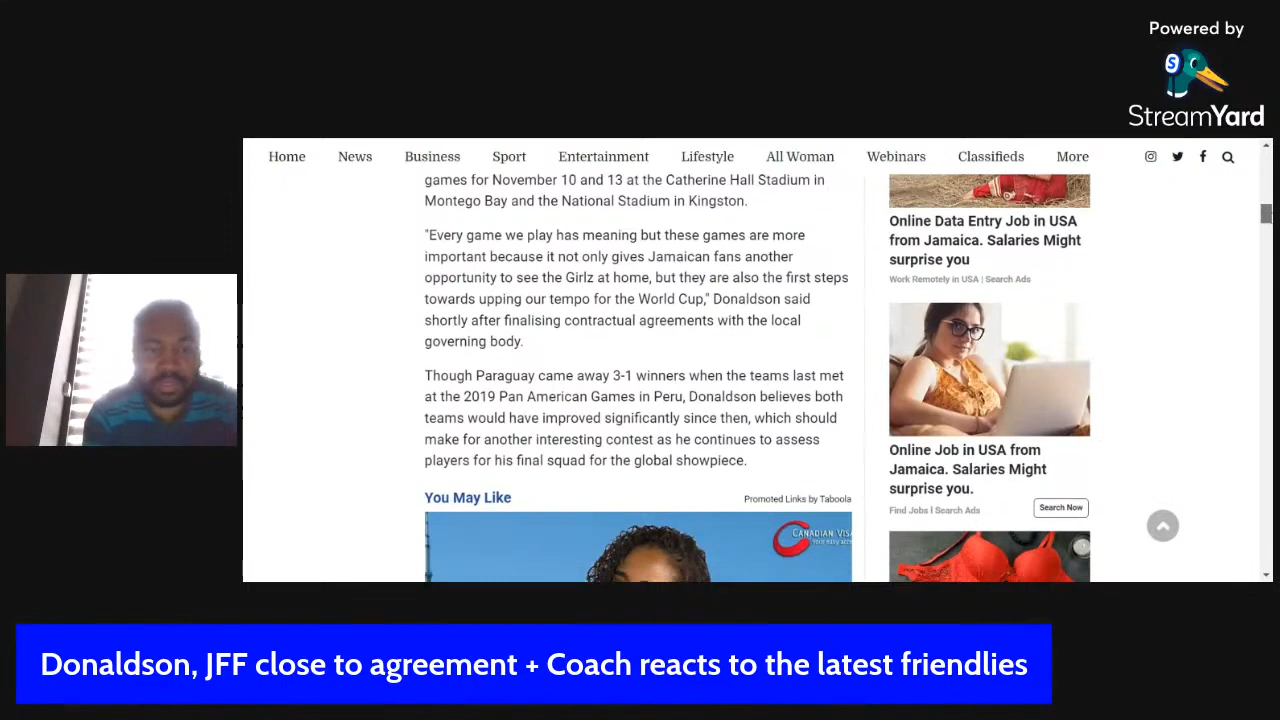 Powered by
S
StreamYard
Home News Business Sport Entertainment Lifestyle All Woman Webinars Classifieds More
games for November 10 and 13 at the Catherine Hall Stadium in
Montego Bay and the National Stadium in Kingston.
"Every game we play has meaning but these games are more
important because it not only gives Jamaican fans another
opportunity to see the Girlz at home, but they are also the first steps
towards upping our tempo for the World Cup," Donaldson said
shortly after finalising contractual agreements with the local
governing body.
Though Paraguay came away 3-1 winners when the teams last met
at the 2019 Pan American Games in Peru, Donaldson believes both
teams would have improved significantly since then, which should
make for another interesting contest as he continues to assess
players for his final squad for the global showpiece.
You May Like
Promoted Links by Taboola
CANADIAN VISA
Online Data Entry Job in USA
from Jamaica. Salaries Might
surprise you
Work Remotely in USA | Search Ads
Online Job in USA from
Jamaica. Salaries Might
surprise you.
Find Jobs | Search Ads
Search Now
Donaldson, JFF close to agreement + Coach reacts to the latest friendlies